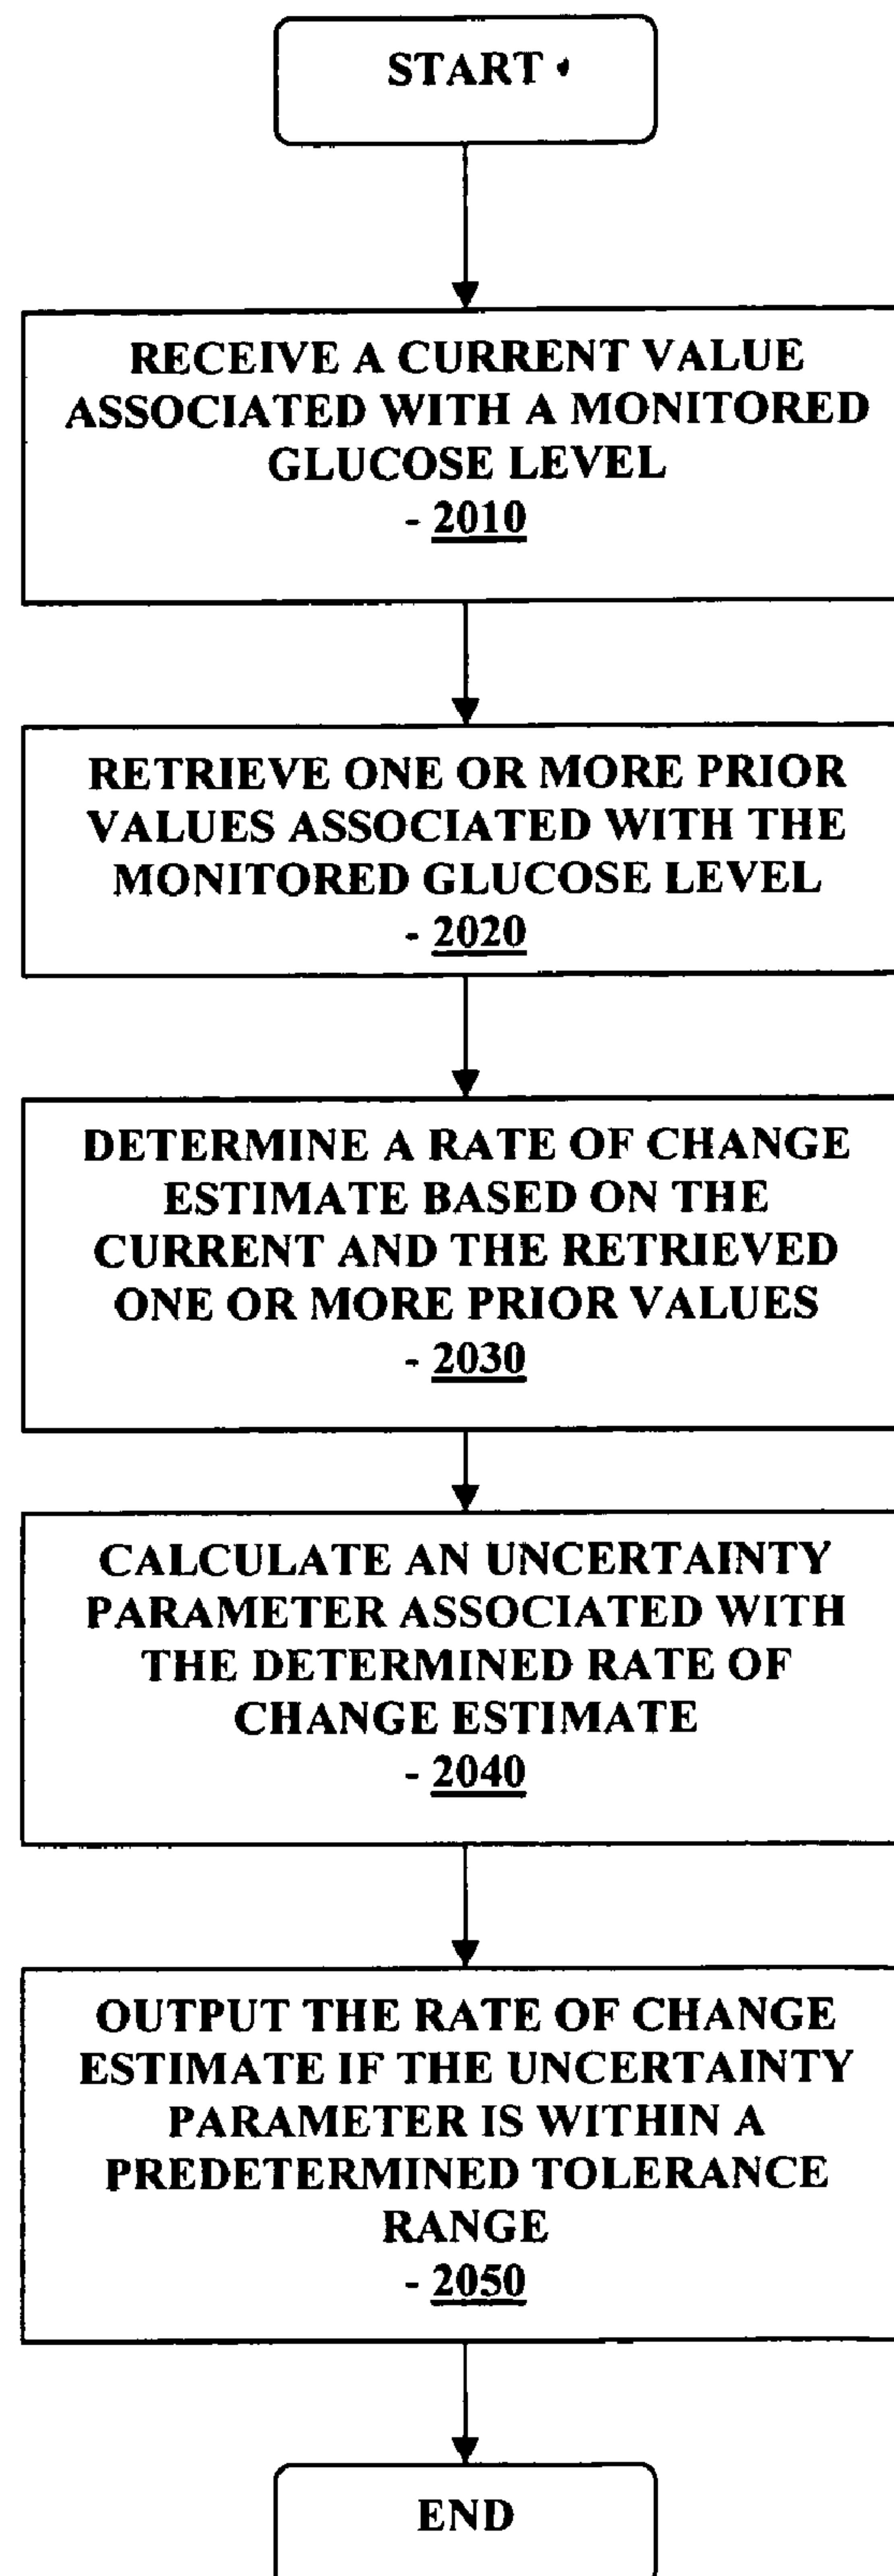 START
RECEIVE A CURRENT VALUE
ASSOCIATED WITH A MONITORED
GLUCOSE LEVEL
- 2010
RETRIEVE ONE OR MORE PRIOR
VALUES ASSOCIATED WITH THE
MONITORED GLUCOSE LEVEL
- 2020
DETERMINE A RATE OF CHANGE
ESTIMATE BASED ON THE
CURRENT AND THE RETRIEVED
ONE OR MORE PRIOR VALUES
- 2030
CALCULATE AN UNCERTAINTY
PARAMETER ASSOCIATED WITH
THE DETERMINED RATE OF
CHANGE ESTIMATE
- 2040
OUTPUT THE RATE OF CHANGE
ESTIMATE IF THE UNCERTAINTY
PARAMETER IS WITHIN A
PREDETERMINED TOLERANCE
RANGE
- 2050
END